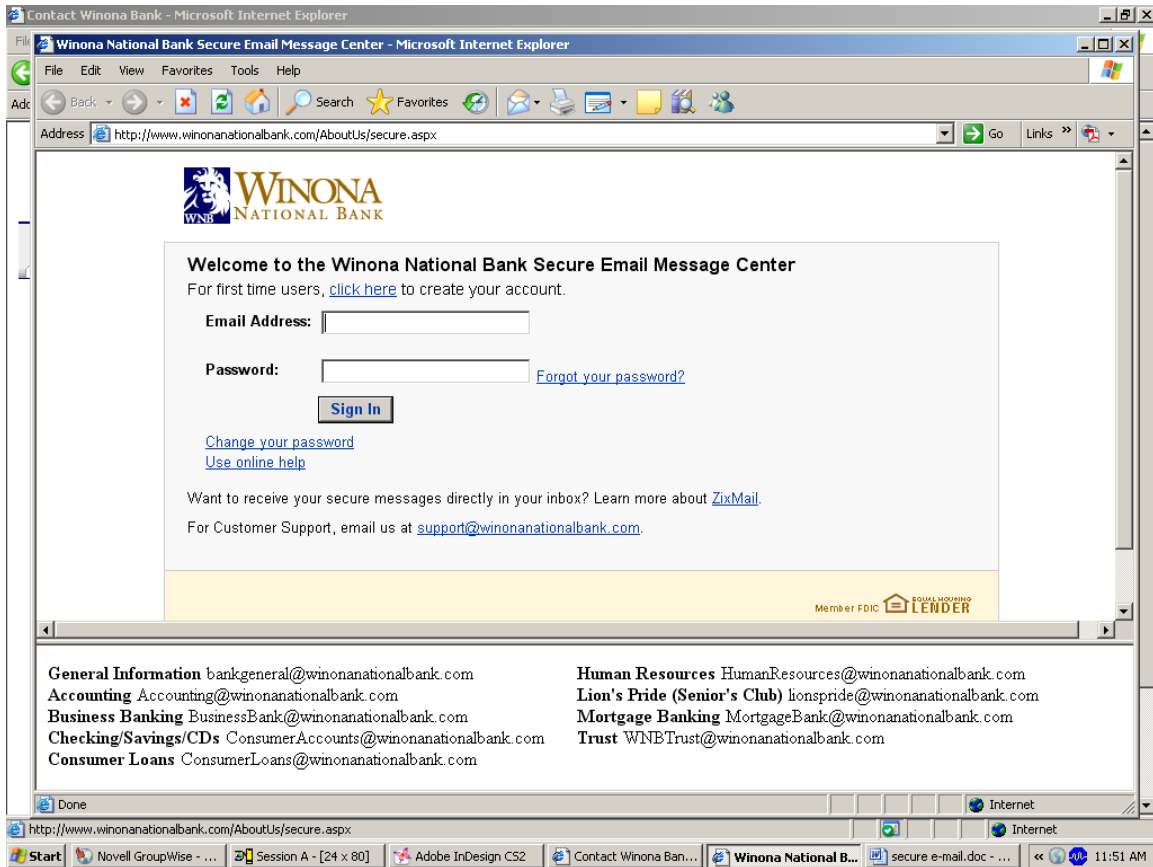 Contact Winona Bank - Microsoft Internet Explorer
Winona National Bank Secure Email Message Center - Microsoft Internet Explorer
File Edit View Favorites Tools Help
Back Search Favorites
Address http://www.winonanationalbank.com/AboutUs/secure.aspx Go Links »
WINONA
NATIONAL BANK
WNB
Welcome to the Winona National Bank Secure Email Message Center
For first time users, click here to create your account.
Email Address:
Password:
Forgot your password?
Sign In
Change your password
Use online help
Want to receive your secure messages directly in your inbox? Learn more about ZixMail.
For Customer Support, email us at support@winonanationalbank.com.
Member FDIC EQUAL HOUSING LENDER
General Information bankgeneral@winonanationalbank.com
Accounting Accounting@winonanationalbank.com
Business Banking BusinessBank@winonanationalbank.com
Checking/Savings/CDs ConsumerAccounts@winonanationalbank.com
Consumer Loans ConsumerLoans@winonanationalbank.com
Human Resources HumanResources@winonanationalbank.com
Lion's Pride (Senior's Club) lionspride@winonanationalbank.com
Mortgage Banking MortgageBank@winonanationalbank.com
Trust WNBTrust@winonanationalbank.com
Done Internet
http://www.winonanationalbank.com/AboutUs/secure.aspx Internet
Start Novell GroupWise - ... Session A - [24 x 80] Adobe InDesign CS2 Contact Winona Ban... Winona National B... secure e-mail.doc - ... « 11:51 AM